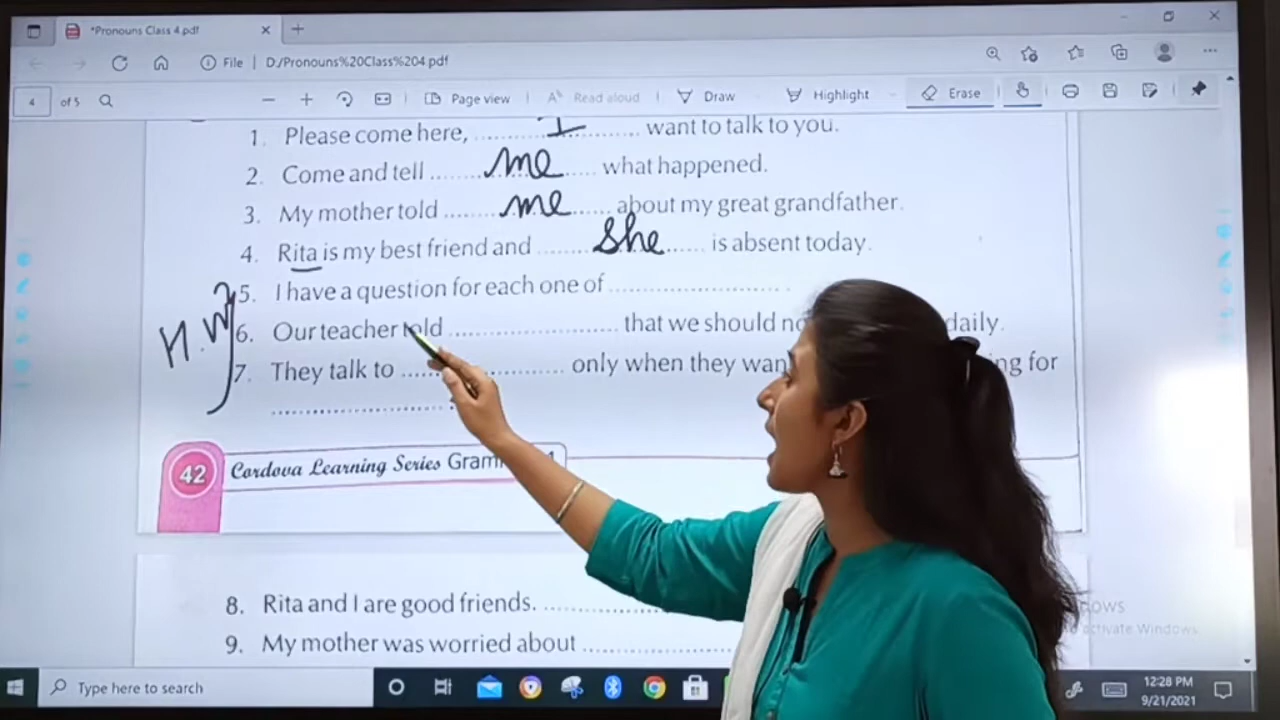 *Pronouns Class 4.pdf
File | D:/Pronouns%20Class%204.pdf
4 of 5 Page view Read aloud Draw Highlight Erase
1. Please come here, .......... I .......... want to talk to you.
2. Come and tell .......... me .......... what happened.
3. My mother told .......... me .......... about my great grandfather.
4. Rita is my best friend and .......... she .......... is absent today.
H.W
5. I have a question for each one of .......................... .
6. Our teacher told .......................... that we should daily.
7. They talk to .......................... only when they for
.......................... .
42 Cordova Learning Series
8. Rita and I are good friends. ..................
9. My mother was worried about ..................
Type here to search
12:28 PM
9/21/2021